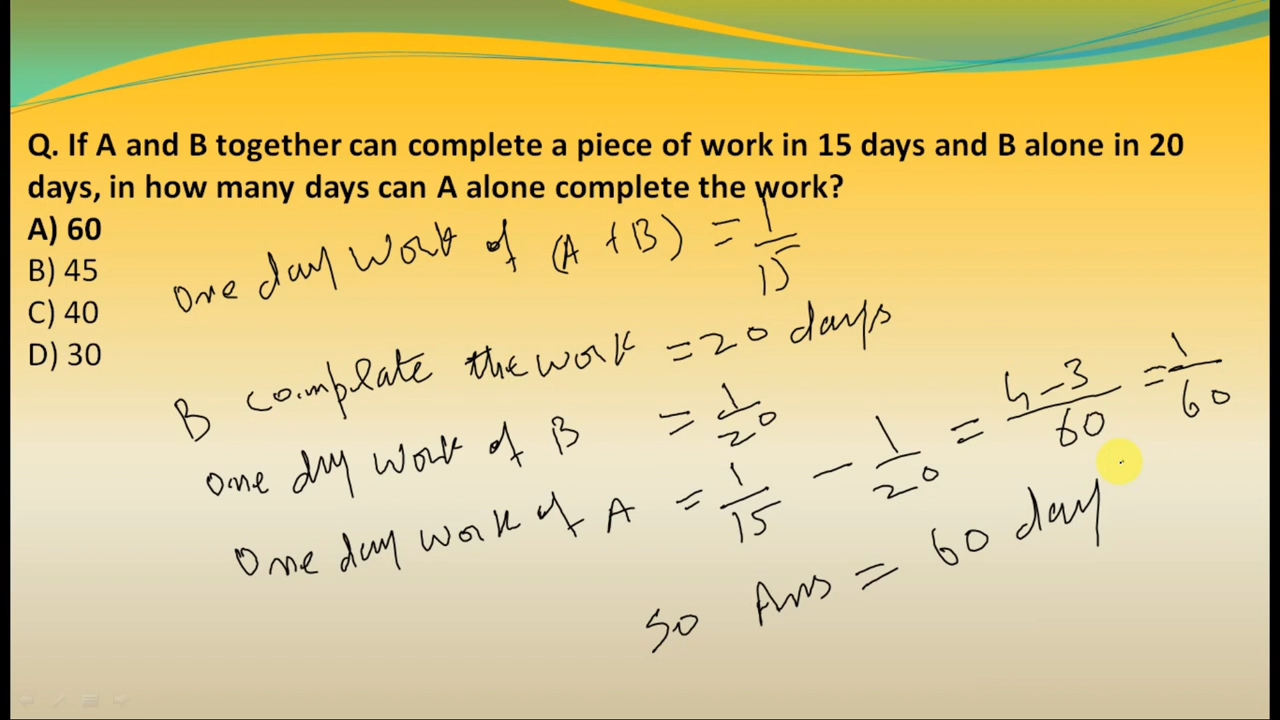 Q. If A and B together can complete a piece of work in 15 days and B alone in 20
days, in how many days can A alone complete the work?
A) 60
B) 45
C) 40
D) 30
One day work of (A + B) = 1/15
B complate the work = 20 days
One dry work of B = 1/20
One day work of A = 1/15 - 1/20 = 4-3/60 = 1/60
So Ans = 60 day